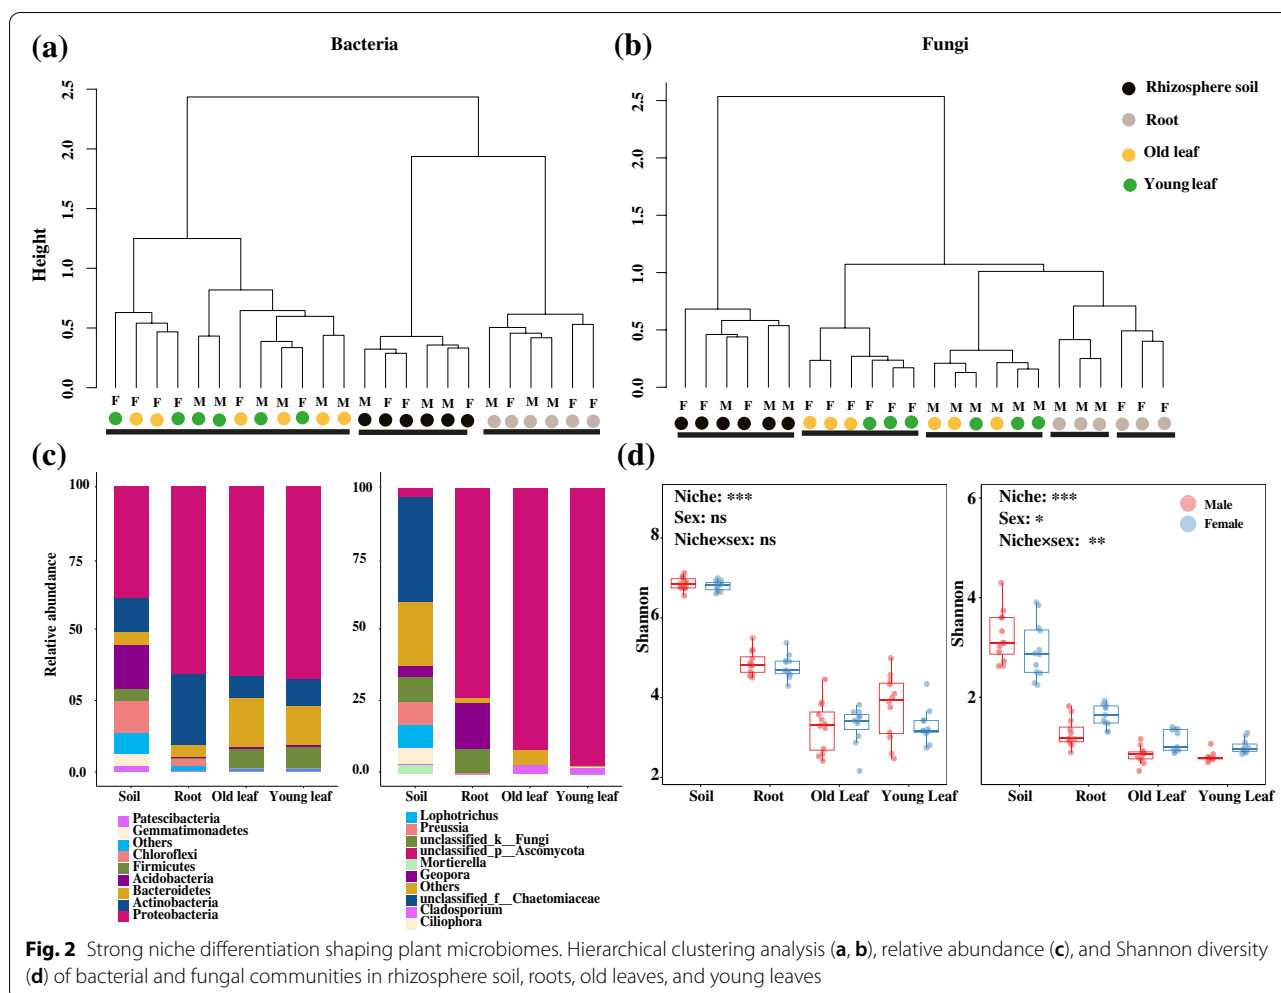 (a)
Bacteria
2.5
2.0
1.5
1.0
0.5
0.0
Height
F F F F M M F M M F M M F F F M M F M F M M F F
(b)
Fungi
2.5
2.0
1.5
1.0
0.5
0.0
F F M F M M F F F F F F M M M M M M M M M F F F
Rhizosphere soil
Root
Old leaf
Young leaf
(c)
Relative abundance
100
75
50
05
0.0
Soil Root Old leaf Young leaf
Patescibacteria
Gemmatimonadetes
Others
Chloroflexi
Firmicutes
Acidobacteria
Bacteroidetes
Actinobacteria
Proteobacteria
100
75
50
.25
0.0
Soil Root Old leaf Young leaf
Lophotrichus
Preussia
unclassified_k__Fungi
unclassified_p__Ascomycota
Mortierella
Geopora
Others
unclassified_f__Chaetomiaceae
Cladosporium
Ciliophora
(d)
Niche: ***
Sex: ns
Niche×sex: ns
Shannon
8
6
4
2
Soil Root Old Leaf Young Leaf
Niche: ***
Sex: *
Niche×sex: **
Male
Female
Shannon
6
4
2
Soil Root Old Leaf Young Leaf
Fig. 2 Strong niche differentiation shaping plant microbiomes. Hierarchical clustering analysis (a, b), relative abundance (c), and Shannon diversity
(d) of bacterial and fungal communities in rhizosphere soil, roots, old leaves, and young leaves